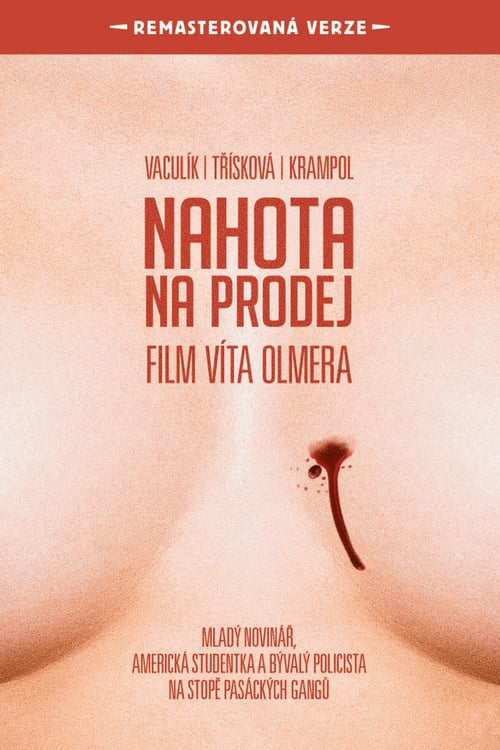 REMASTEROVANÁ VERZE
VACULÍK | TŘÍSKOVÁ | KRAMPOL
NAHOTA
NA PRODEJ
FILM VÍTA OLMERA
MLADÝ NOVINÁŘ,
AMERICKÁ STUDENTKA A BÝVALÝ POLICISTA
NA STOPĚ PASÁCKÝCH GANGŮ